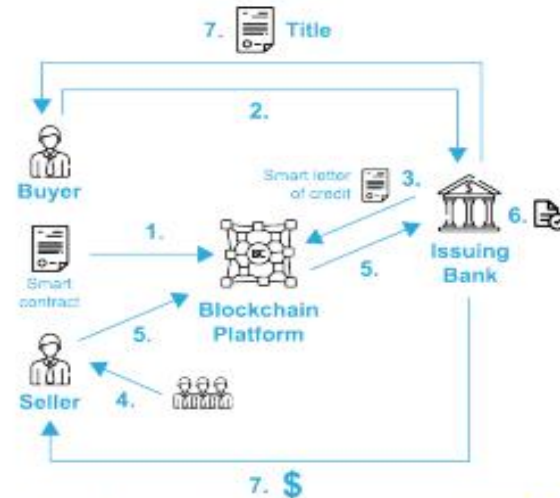 7. Title
2.
Buyer
Smart letter
of credit
3.
1.
BC
6.
Smart
contract
5.
Issuing
Bank
Blockchain
Platform
5.
Seller
4.
7. $